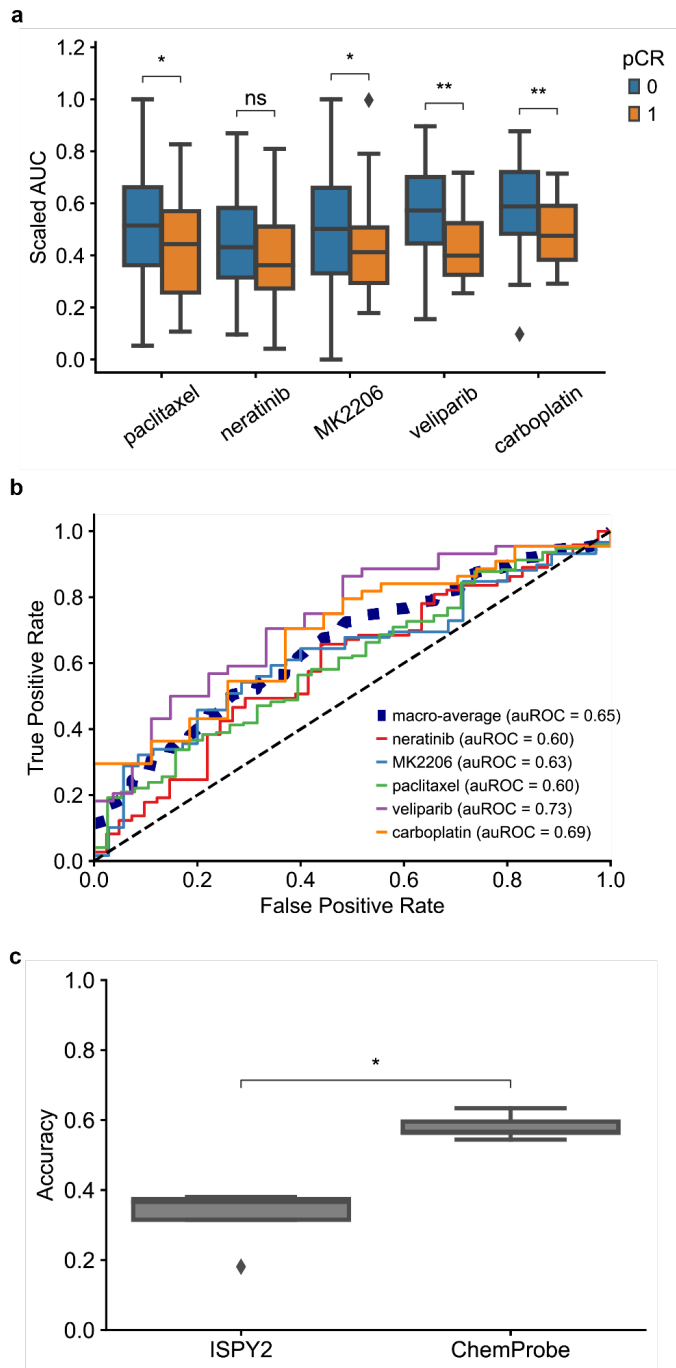 a
1.2
1.0
0.8
0.6
0.4
0.2
0.0
Scaled AUC
*
ns
*
**
**
pCR
0
1
paclitaxel
neratinib
MK2206
veliparib
carboplatin
b
1.0
0.8
0.6
0.4
0.2
0.0
True Positive Rate
macro-average (auROC = 0.65)
neratinib (auROC = 0.60)
MK2206 (auROC = 0.63)
paclitaxel (auROC = 0.60)
veliparib (auROC = 0.73)
carboplatin (auROC = 0.69)
0.0 0.2 0.4 0.6 0.8 1.0
False Positive Rate
c
1.0
0.8
0.6
0.4
0.2
0.0
Accuracy
*
ISPY2 ChemProbe